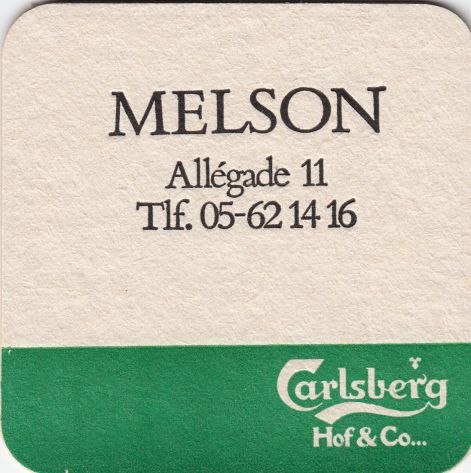 MELSON
Allégade 11
Tlf. 05-62 14 16
Carlsberg
Hof & Co...